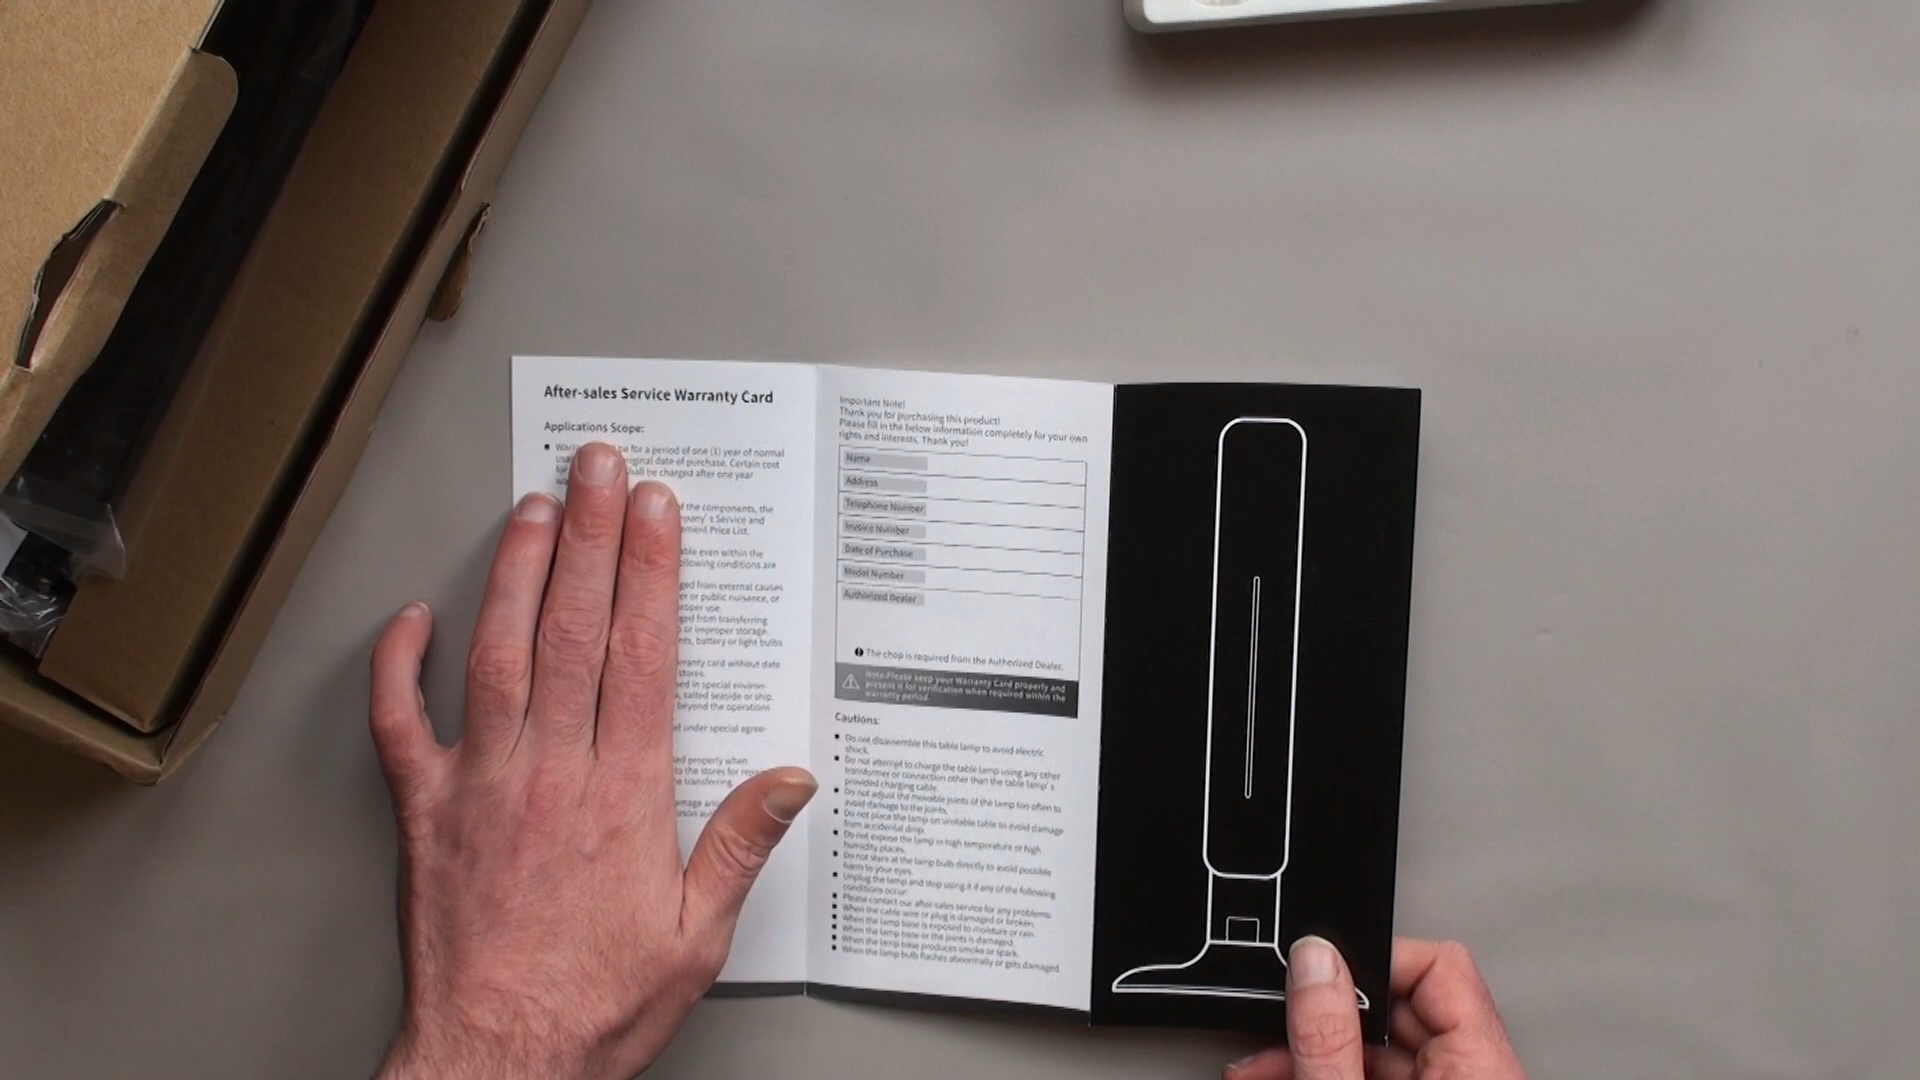 After-sales Service Warranty Card
Applications Scope:
be for a period of one (1) year of normal
original date of purchase. Certain cost
for shall be charged after one year
of the components, the
Service and
Price List.
even within the
following conditions are
from external causes
or public nuisance, or
use.
from transferring
or improper storage.
battery or light bulbs
warranty card without date
stores.
in special environ-
salted seaside or ship
beyond the operations
under special agree-
properly when
to the stores for
transferring.
Important Note!
Thank you for purchasing this product!
Please fill in the below information completely for your own
rights and interests. Thank you!
Name
Address
Telephone Number
Invoice Number
Date of Purchase
Model Number
Authorized Dealer
The chop is required from the Authorized Dealer.
Note:Please keep your Warranty Card properly and
present it for verification when required within the
warranty period.
Cautions:
Do not disassemble this table lamp to avoid electric
shock.
Do not attempt to charge the table lamp using any other
transformer or connection other than the table lamp's
provided charging cable.
Do not adjust the movable joints of the lamp too often to
avoid damage to the joints.
Do not place the lamp on unstable table to avoid damage
from accidental drop.
Do not expose the lamp in high temperature or high
humidity places.
Do not stare at the lamp bulb directly to avoid possible
harm to your eyes.
Unplug the lamp and stop using it if any of the following
conditions occur:
Please contact our after-sales service for any problems.
When the cable wire or plug is damaged or broken.
When the lamp base is exposed to moisture or rain.
When the lamp base or the joints is damaged.
When the lamp base produces smoke or spark.
When the lamp bulb flashes abnormally or gets damaged.